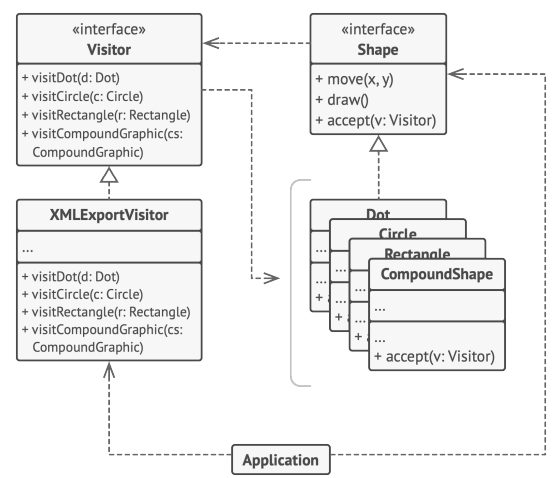 «interface»
Visitor
+ visitDot(d: Dot)
+ visitCircle(c: Circle)
+ visitRectangle(r: Rectangle)
+ visitCompoundGraphic(cs:
CompoundGraphic)
«interface»
Shape
+ move(x, y)
+ draw()
+ accept(v: Visitor)
XMLExportVisitor
...
+ visitDot(d: Dot)
+ visitCircle(c: Circle)
+ visitRectangle(r: Rectangle)
+ visitCompoundGraphic(cs:
CompoundGraphic)
Dot
...
...
+ a
Circle
...
...
+ a
Rectangle
...
...
+ a
CompoundShape
...
...
+ accept(v: Visitor)
Application